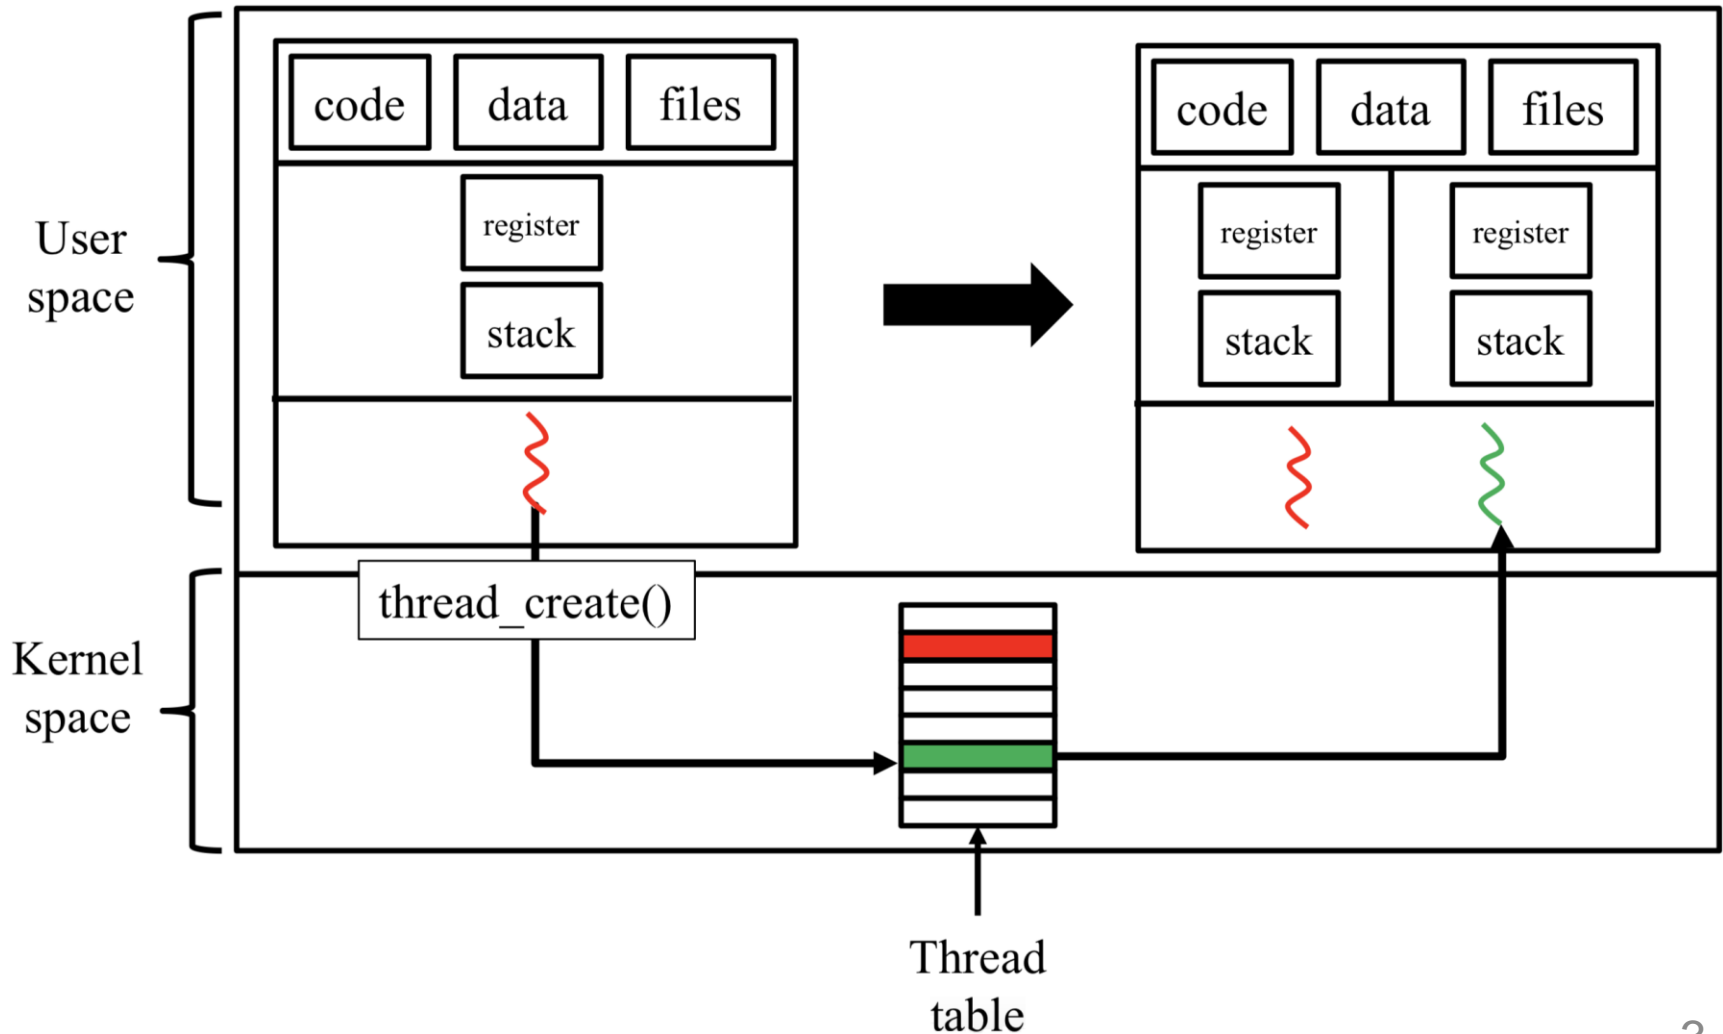 code data files
code data files
register
stack
register register
stack stack
User
space
thread_create()
Kernel
space
Thread
table